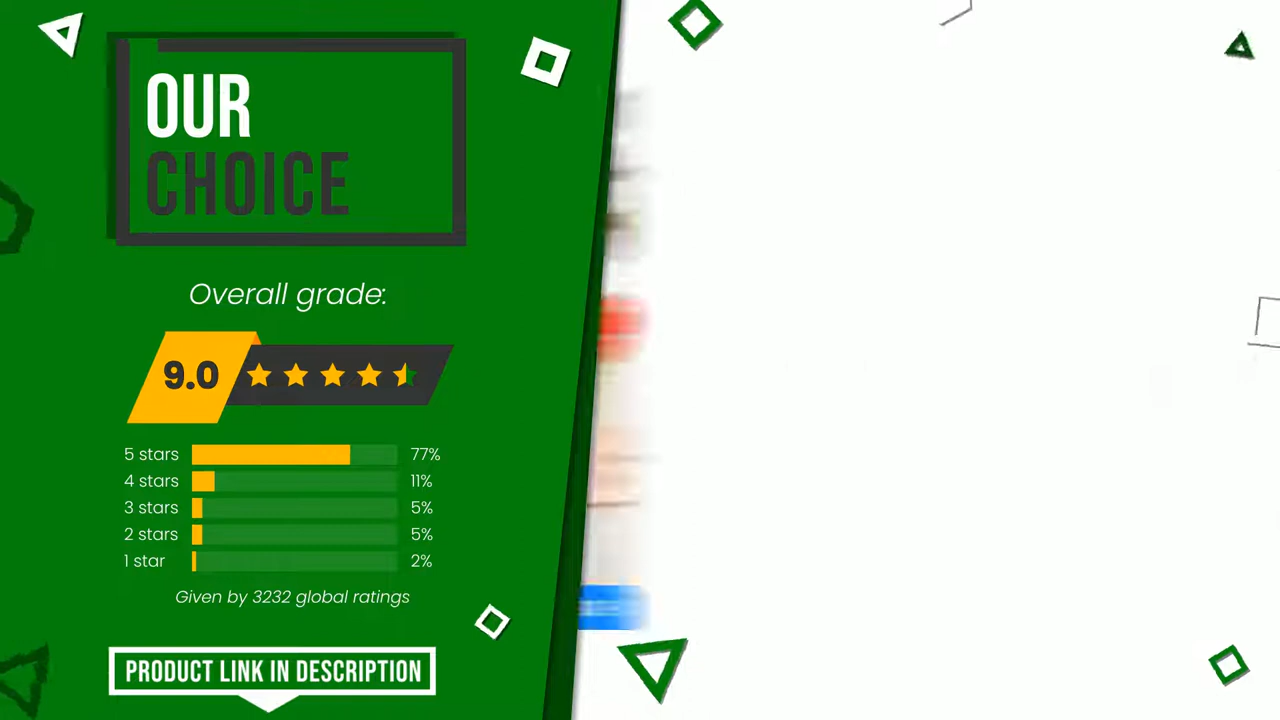 OUR
CHOICE
Overall grade:
9.0
5 stars 77%
4 stars 11%
3 stars 5%
2 stars 5%
1 star 2%
Given by 3232 global ratings
PRODUCT LINK IN DESCRIPTION